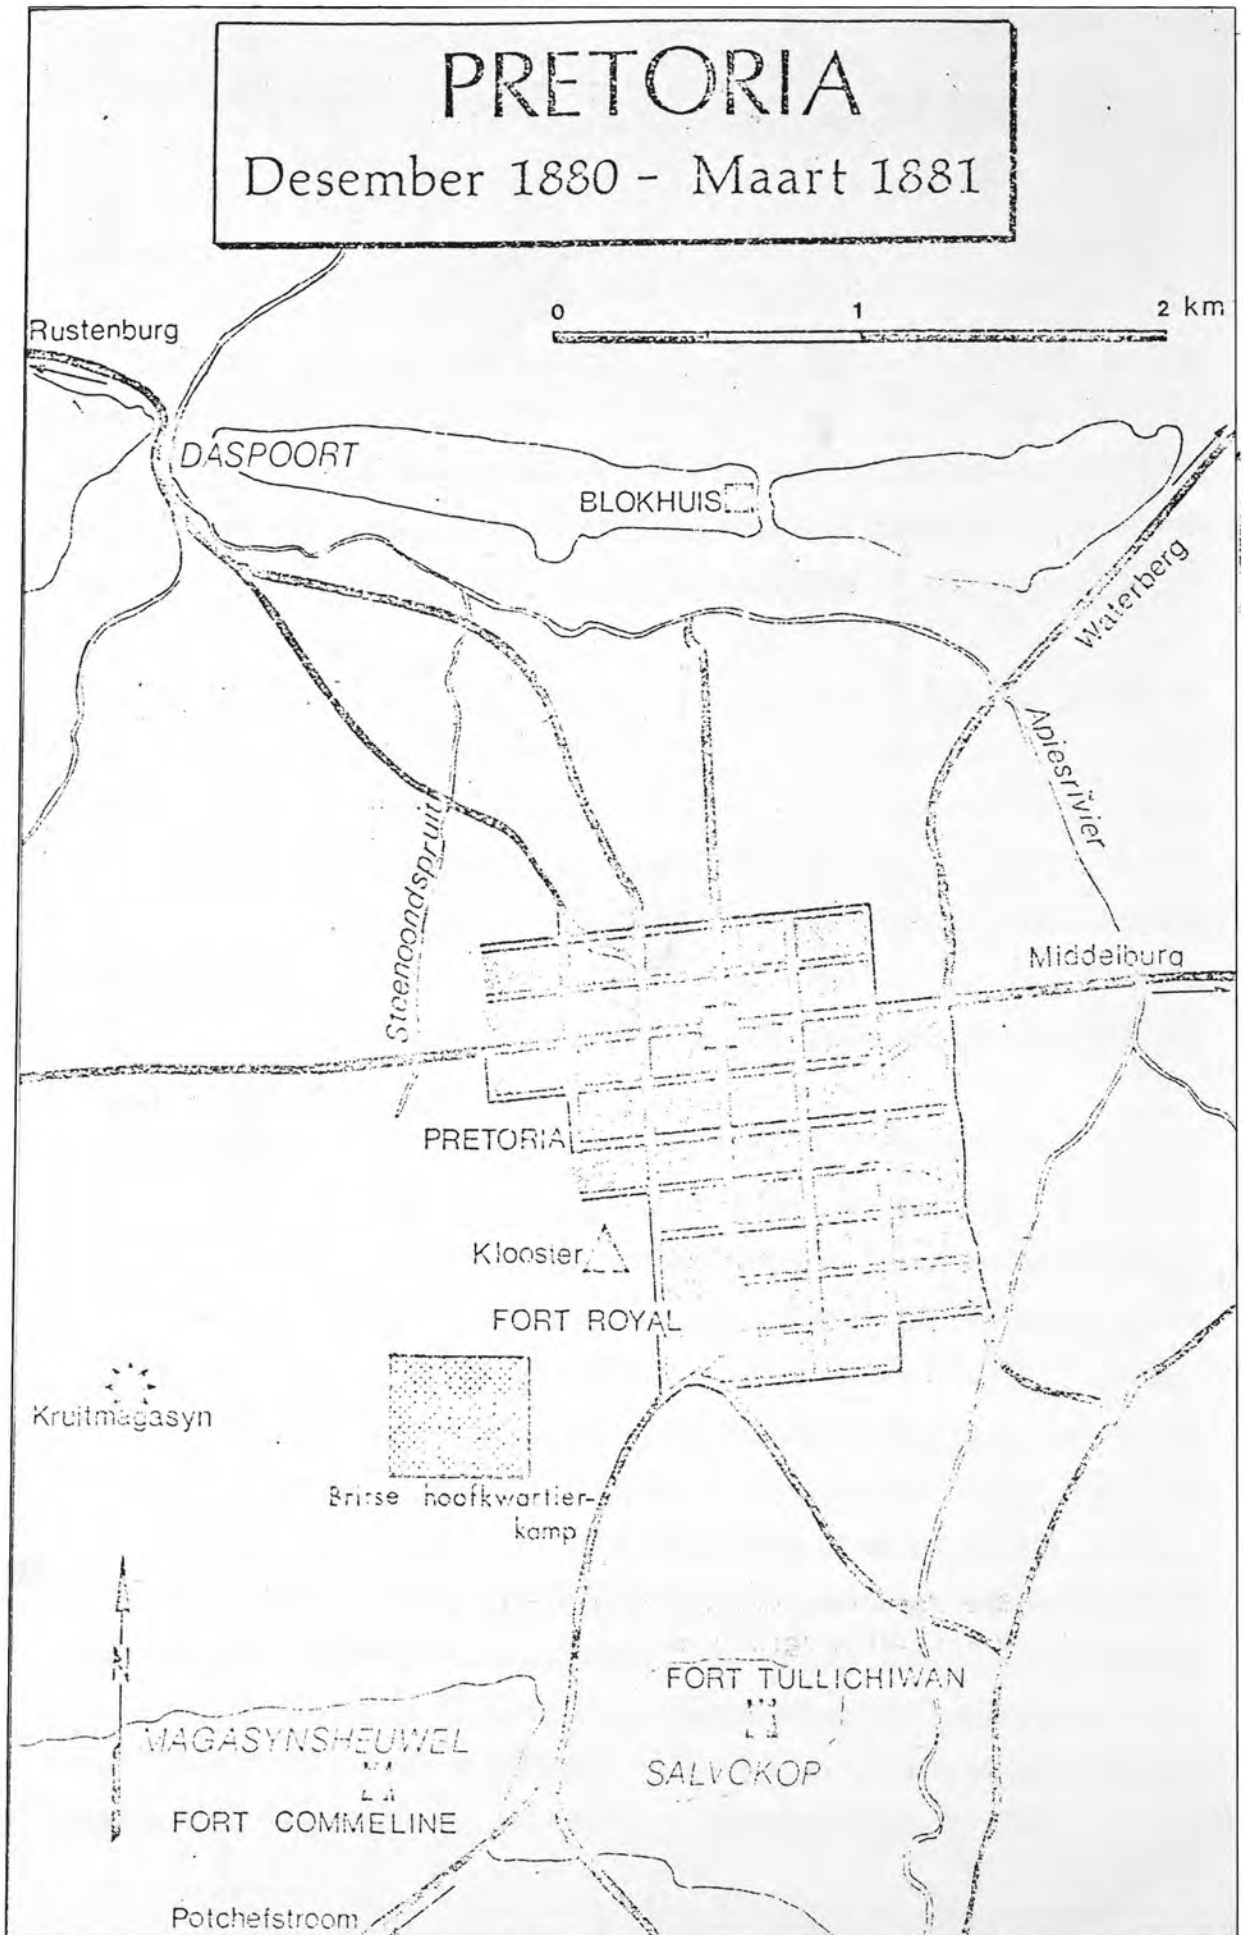 PRETORIA
Desember 1880 - Maart 1881
0 1 2 km
Rustenburg
DASPOORT
BLOKHUIS
Waterberg
Apiesrivier
Steenoondspruit
Middelburg
PRETORIA
Klooster
FORT ROYAL
Kruitmagasyn
Britse hoofkwartier-
kamp
N
FORT TULLICHIWAN
MAGASYNSHEUWEL
SALVOKOP
FORT COMMELINE
Potchefstroom